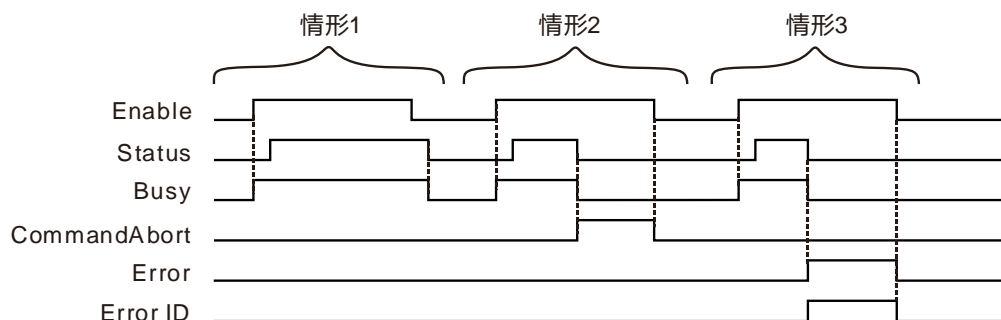 情形1 情形2 情形3
Enable
Status
Busy
CommandAbort
Error
Error ID